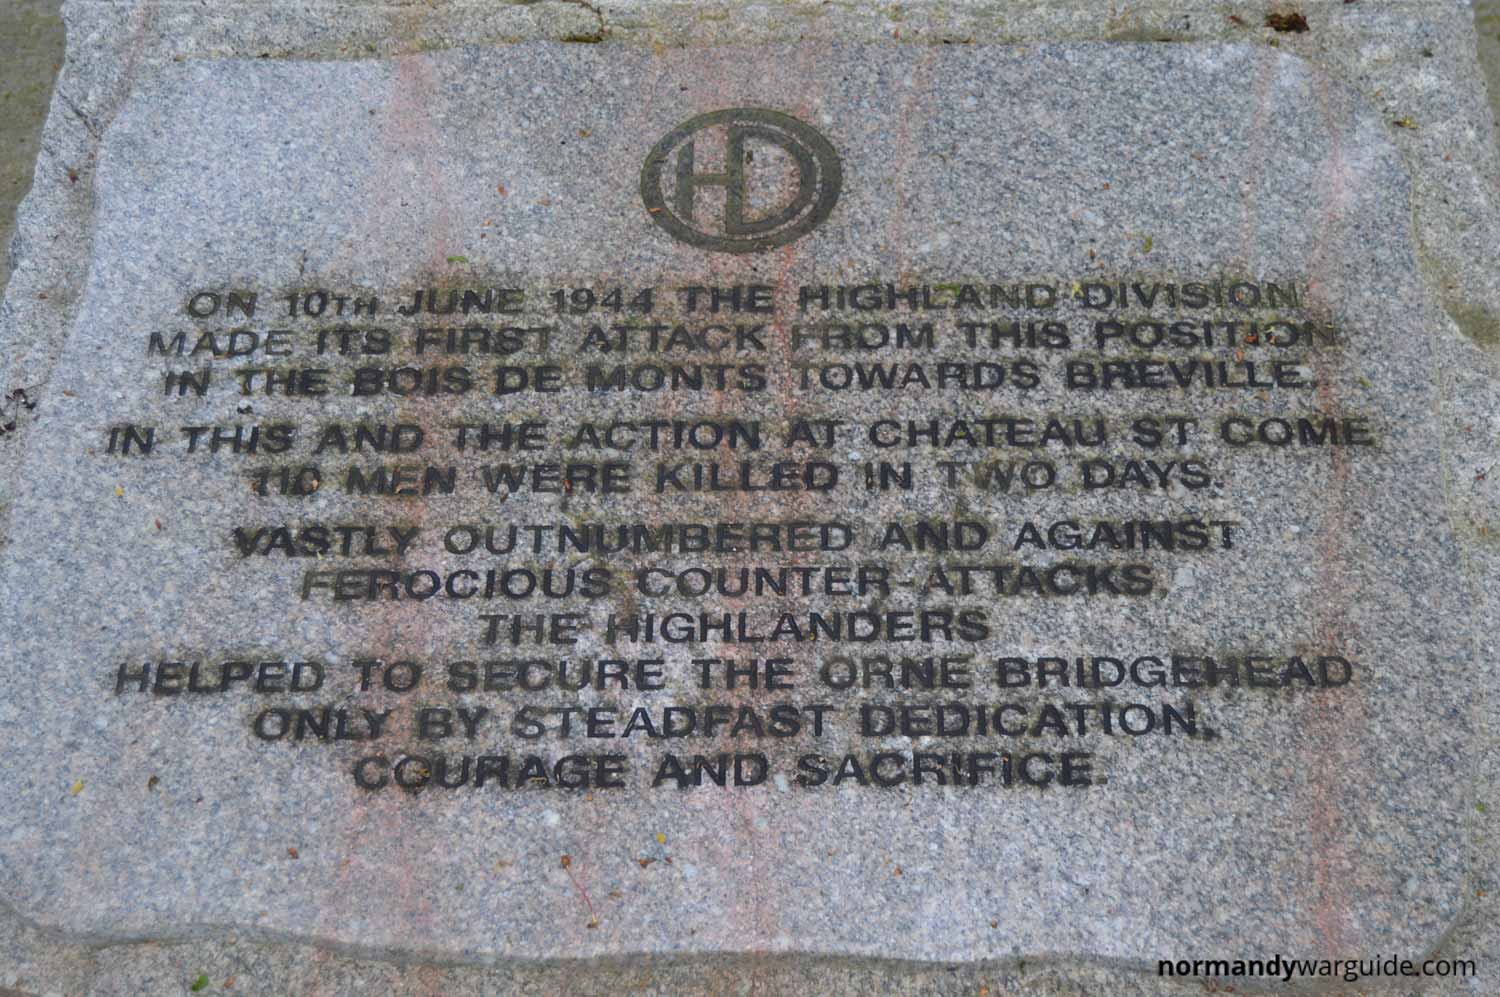 HD
ON 10TH JUNE 1944 THE HIGHLAND DIVISION
MADE ITS FIRST ATTACK FROM THIS POSITION
IN THE BOIS DE MONTS TOWARDS BREVILLE.
IN THIS AND THE ACTION AT CHATEAU ST COME
110 MEN WERE KILLED IN TWO DAYS.
VASTLY OUTNUMBERED AND AGAINST
FEROCIOUS COUNTER-ATTACKS,
THE HIGHLANDERS
HELPED TO SECURE THE ORNE BRIDGEHEAD
ONLY BY STEADFAST DEDICATION,
COURAGE AND SACRIFICE.
normandywarguide.com